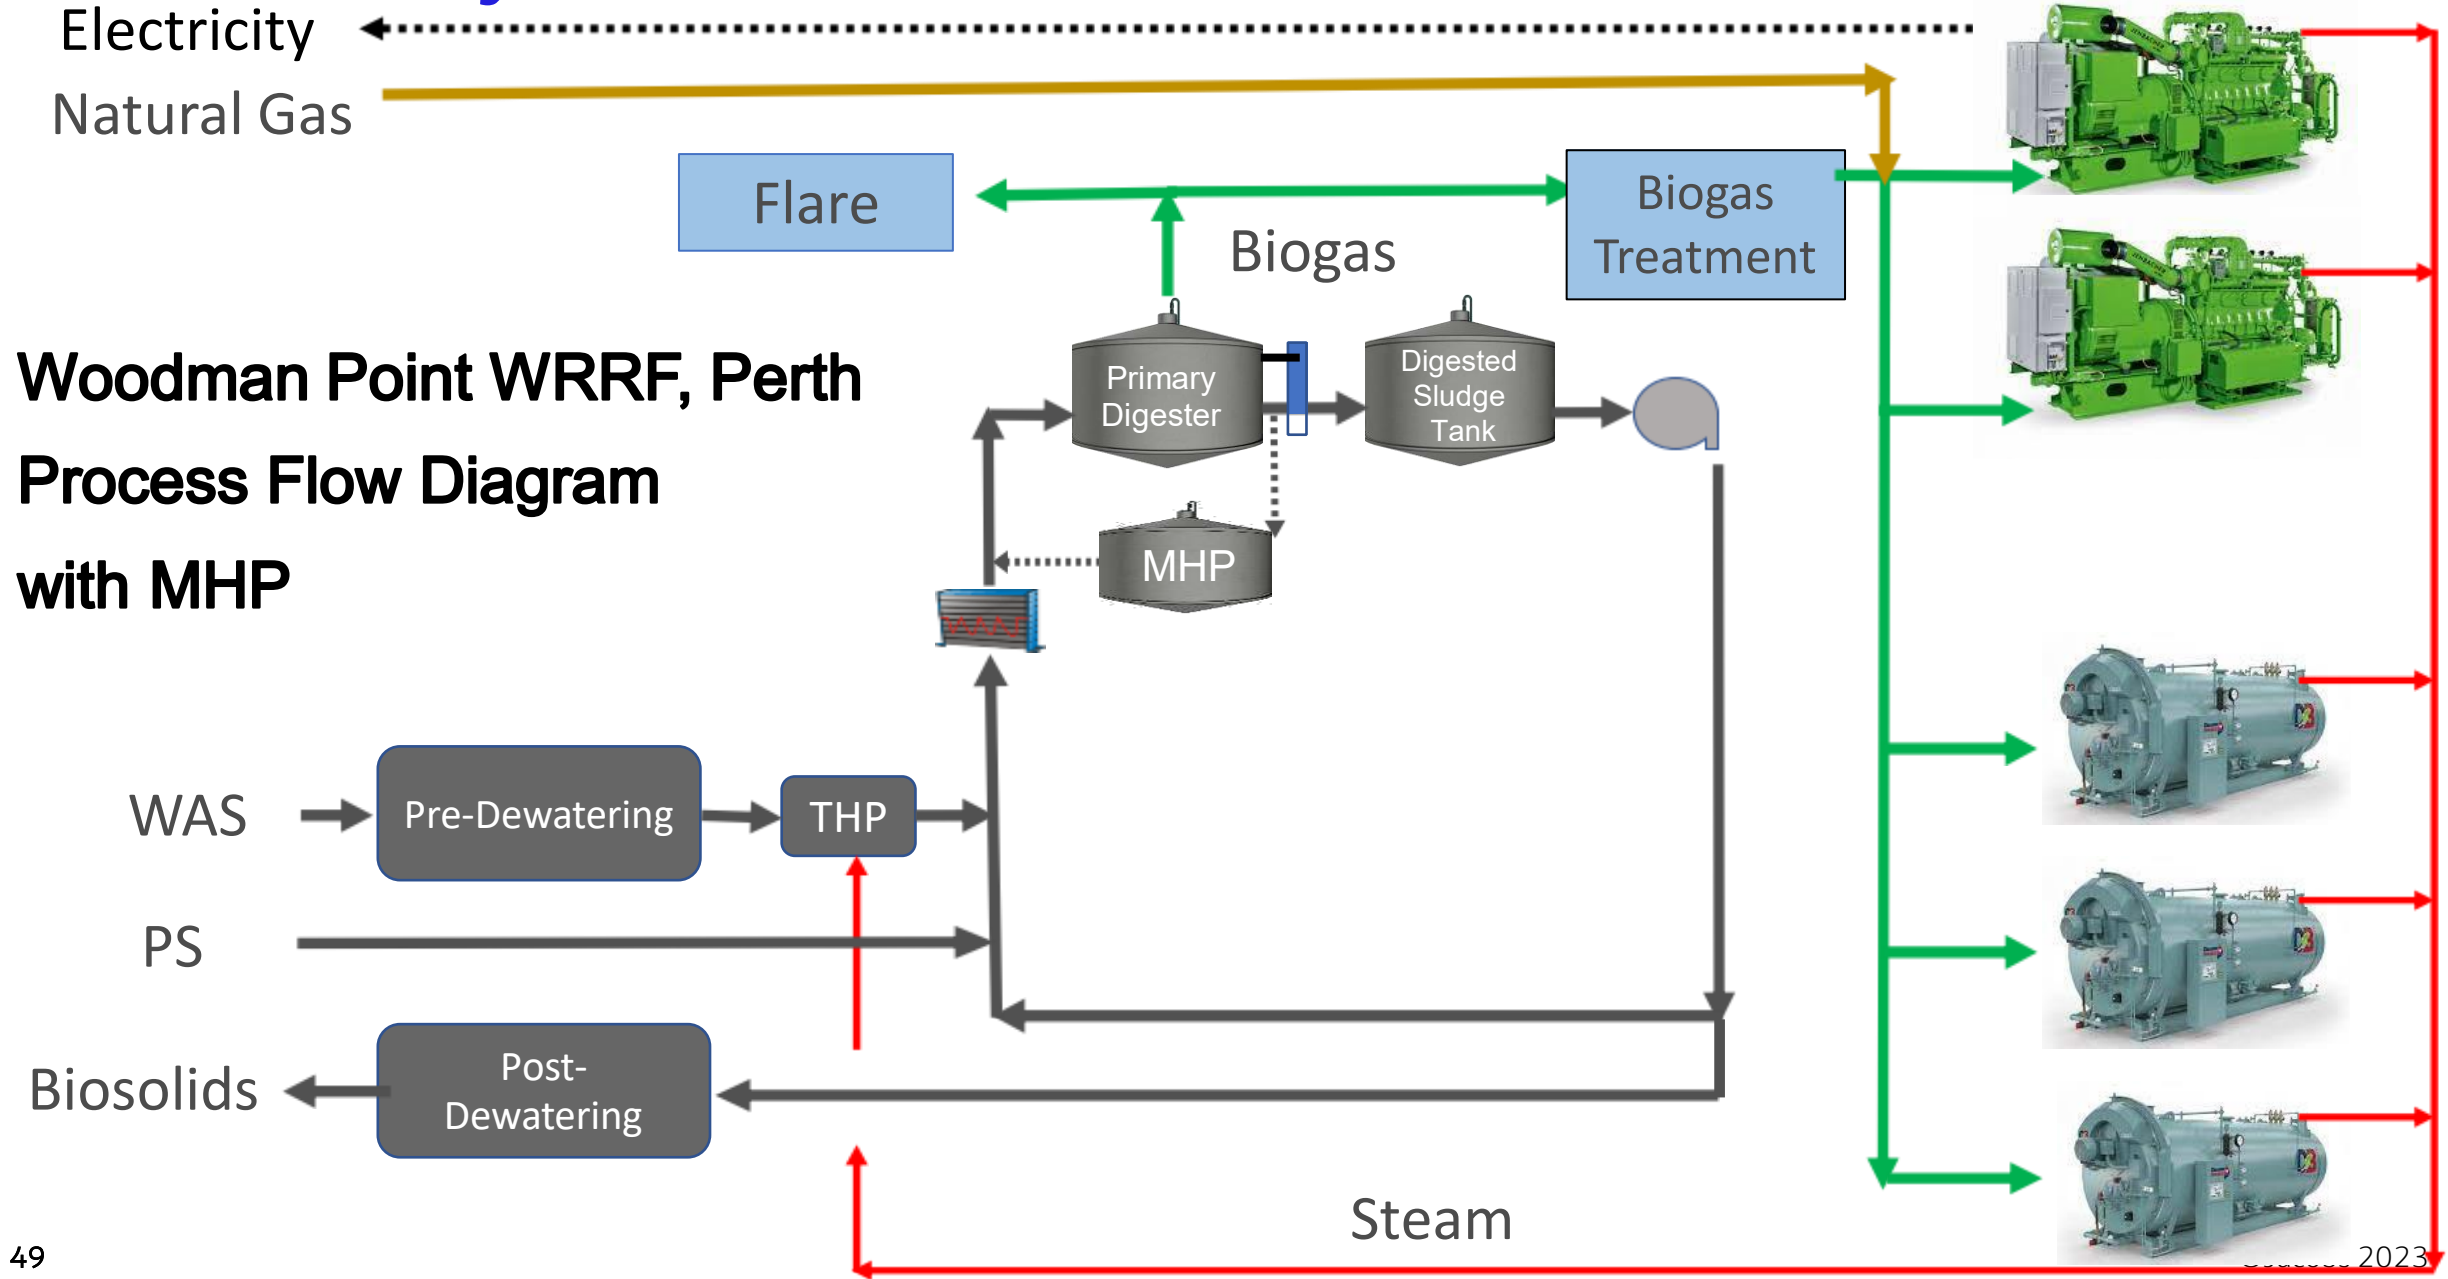 Electricity
Natural Gas
Flare
Biogas
Treatment
Biogas
Woodman Point WRRF, Perth
Process Flow Diagram
with MHP
Primary
Digester
Digested
Sludge
Tank
MHP
WAS
Pre-Dewatering
THP
PS
Biosolids
Post-
Dewatering
Steam
49
2023